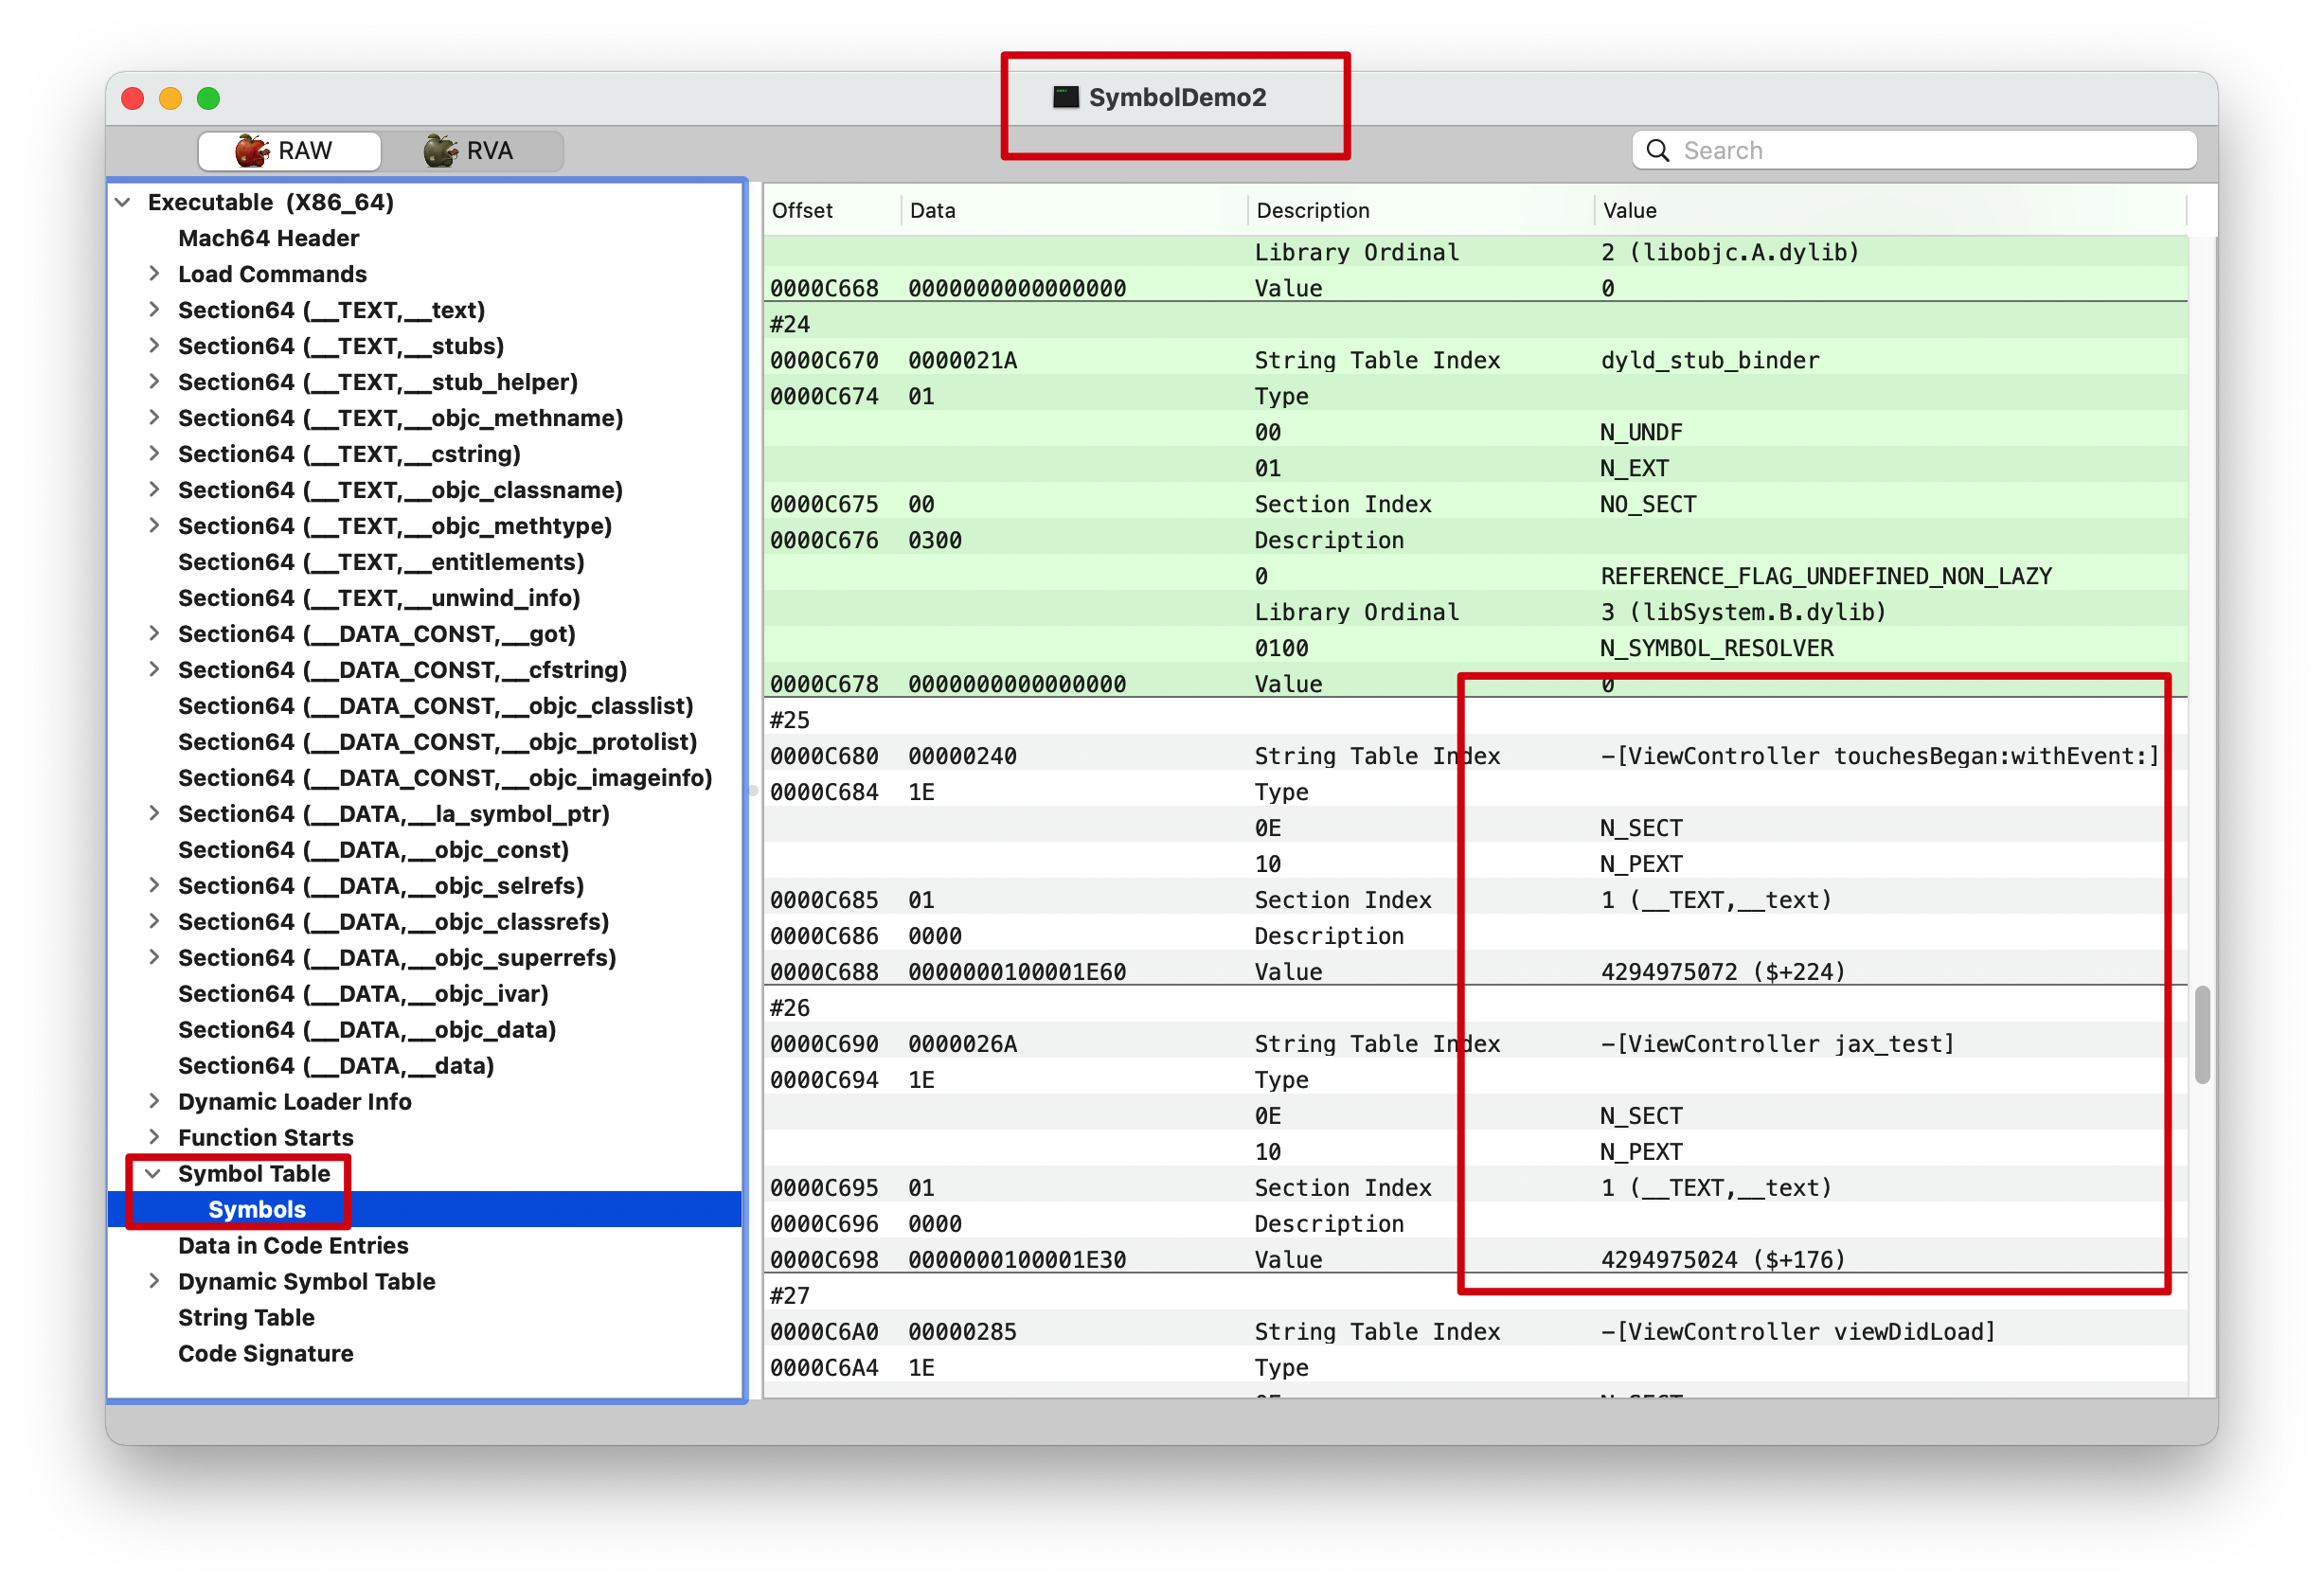 SymbolDemo2
RAW
RVA
Search
Executable (X86_64)
Mach64 Header
Load Commands
Section64 (__TEXT,__text)
Section64 (__TEXT,__stubs)
Section64 (__TEXT,__stub_helper)
Section64 (__TEXT,__objc_methname)
Section64 (__TEXT,__cstring)
Section64 (__TEXT,__objc_classname)
Section64 (__TEXT,__objc_methtype)
Section64 (__TEXT,__entitlements)
Section64 (__TEXT,__unwind_info)
Section64 (__DATA_CONST,__got)
Section64 (__DATA_CONST,__cfstring)
Section64 (__DATA_CONST,__objc_classlist)
Section64 (__DATA_CONST,__objc_protolist)
Section64 (__DATA_CONST,__objc_imageinfo)
Section64 (__DATA,__la_symbol_ptr)
Section64 (__DATA,__objc_const)
Section64 (__DATA,__objc_selrefs)
Section64 (__DATA,__objc_classrefs)
Section64 (__DATA,__objc_superrefs)
Section64 (__DATA,__objc_ivar)
Section64 (__DATA,__objc_data)
Section64 (__DATA,__data)
Dynamic Loader Info
Function Starts
Symbol Table
Symbols
Data in Code Entries
Dynamic Symbol Table
String Table
Code Signature
Offset Data Description Value
Library Ordinal 2 (libobjc.A.dylib)
0000C668 0000000000000000 Value 0
#24
0000C670 0000021A String Table Index dyld_stub_binder
0000C674 01 Type
00 N_UNDF
01 N_EXT
0000C675 00 Section Index NO_SECT
0000C676 0300 Description
0 REFERENCE_FLAG_UNDEFINED_NON_LAZY
Library Ordinal 3 (libSystem.B.dylib)
0100 N_SYMBOL_RESOLVER
0000C678 0000000000000000 Value 0
#25
0000C680 00000240 String Table Index -[ViewController touchesBegan:withEvent:]
0000C684 1E Type
0E N_SECT
10 N_PEXT
0000C685 01 Section Index 1 (__TEXT,__text)
0000C686 0000 Description
0000C688 0000000100001E60 Value 4294975072 ($+224)
#26
0000C690 0000026A String Table Index -[ViewController jax_test]
0000C694 1E Type
0E N_SECT
10 N_PEXT
0000C695 01 Section Index 1 (__TEXT,__text)
0000C696 0000 Description
0000C698 0000000100001E30 Value 4294975024 ($+176)
#27
0000C6A0 00000285 String Table Index -[ViewController viewDidLoad]
0000C6A4 1E Type